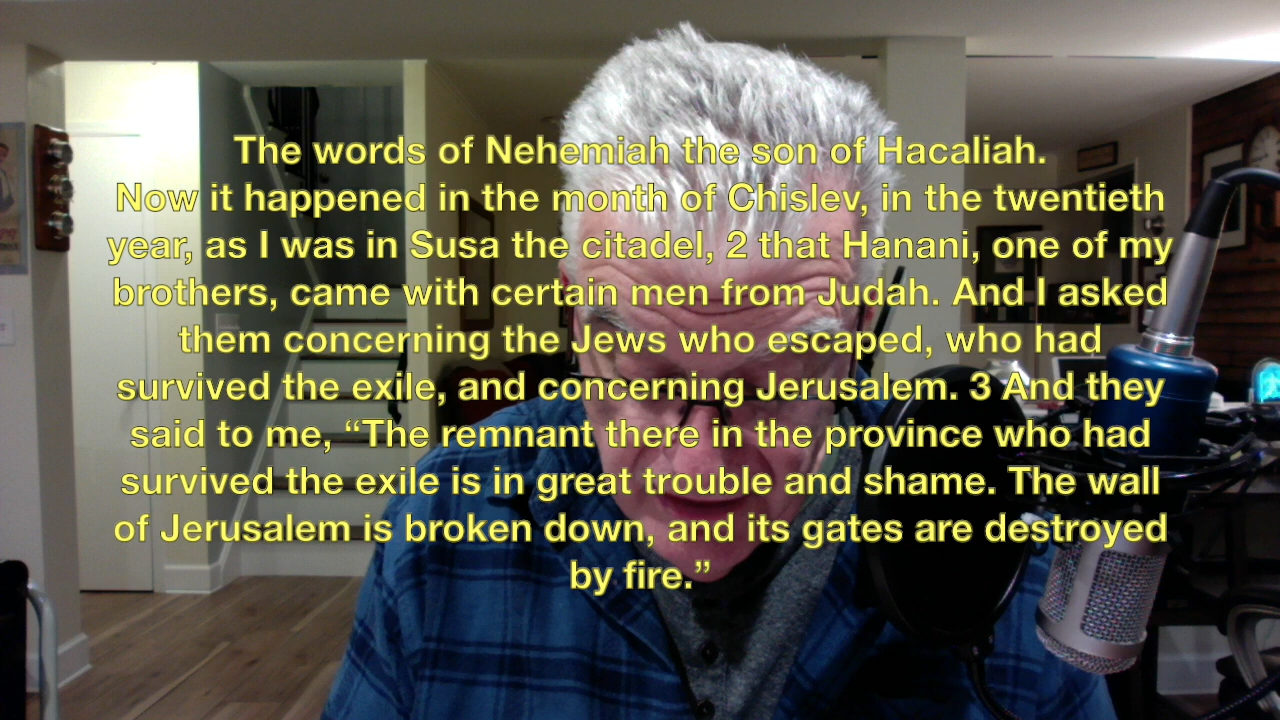 The words of Nehemiah the son of Hacaliah.
Now it happened in the month of Chislev, in the twentieth
year, as I was in Susa the citadel, 2 that Hanani, one of my
brothers, came with certain men from Judah. And I asked
them concerning the Jews who escaped, who had
survived the exile, and concerning Jerusalem. 3 And they
said to me, “The remnant there in the province who had
survived the exile is in great trouble and shame. The wall
of Jerusalem is broken down, and its gates are destroyed
by fire.”